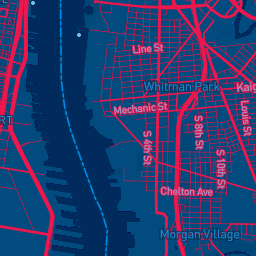 Line St
Whitman Park
Kaig
Mechanic St
Louis St
S 8th St
S 4th St
S 10th St
RT
Chelton Ave
Morgan Village